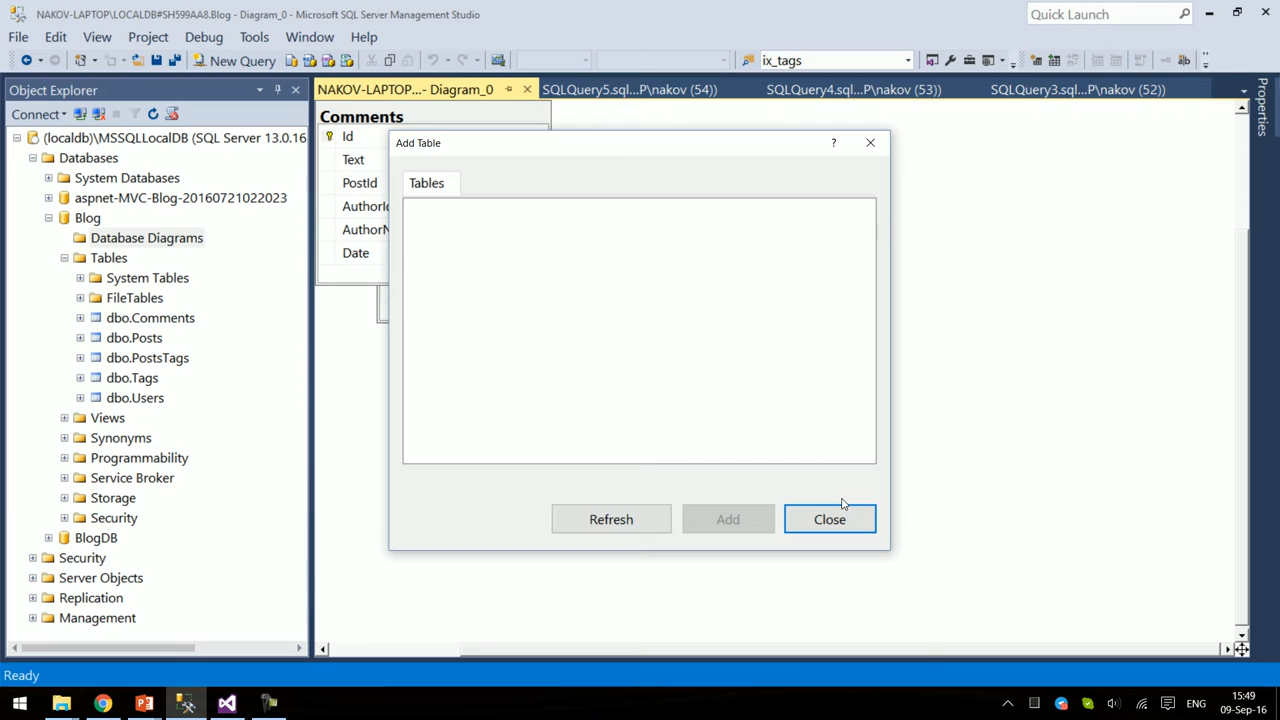 NAKOV-LAPTOP\LOCALDB#SH599AA8.Blog - Diagram_0 - Microsoft SQL Server Management Studio
Quick Launch
File Edit View Project Debug Tools Window Help
New Query
ix_tags
Object Explorer
NAKOV-LAPTOP...- Diagram_0
SQLQuery5.sql...P\nakov (54))
SQLQuery4.sql...P\nakov (53))
SQLQuery3.sql...P\nakov (52))
Properties
Connect
(localdb)\MSSQLLocalDB (SQL Server 13.0.16
Databases
System Databases
aspnet-MVC-Blog-20160721022023
Blog
Database Diagrams
Tables
System Tables
FileTables
dbo.Comments
dbo.Posts
dbo.PostsTags
dbo.Tags
dbo.Users
Views
Synonyms
Programmability
Service Broker
Storage
Security
BlogDB
Security
Server Objects
Replication
Management
Comments
Id
Text
PostId
AuthorId
AuthorN
Date
Add Table
?
Tables
Refresh
Add
Close
Ready
ENG
15:49
09-Sep-16